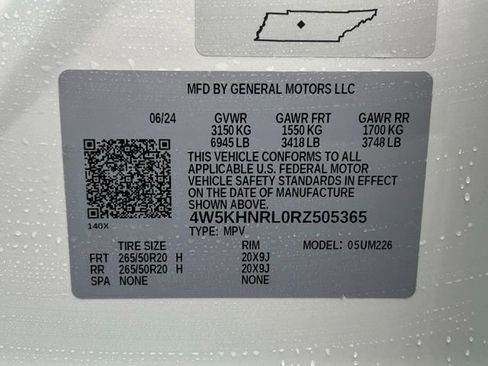 MFD BY GENERAL MOTORS LLC
06/24 GVWR GAWR FRT GAWR RR
3150 KG 1550 KG 1700 KG
6945 LB 3418 LB 3748 LB
THIS VEHICLE CONFORMS TO ALL
APPLICABLE U.S. FEDERAL MOTOR
VEHICLE SAFETY STANDARDS IN EFFECT
ON THE DATE OF MANUFACTURE
SHOWN ABOVE.
4W5KHNRL0RZ505365
140X TYPE: MPV
TIRE SIZE RIM MODEL: 05UM226
FRT 265/50R20 H 20X9J
RR 265/50R20 H 20X9J
SPA NONE NONE